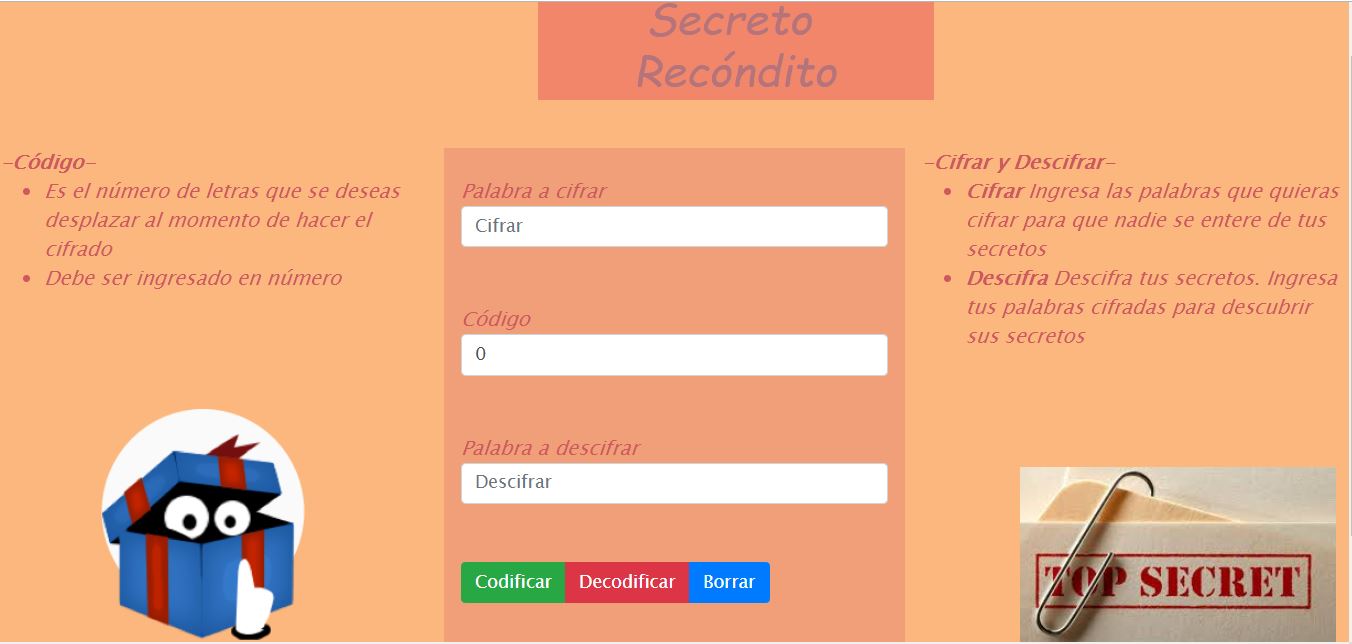 Secreto
Recóndito
-Código-
Es el número de letras que se deseas
desplazar al momento de hacer el
cifrado
Debe ser ingresado en número
Palabra a cifrar
Cifrar
Código
0
Palabra a descifrar
Descifrar
Codificar Decodificar Borrar
-Cifrar y Descifrar-
Cifrar Ingresa las palabras que quieras
cifrar para que nadie se entere de tus
secretos
Descifra Descifra tus secretos. Ingresa
tus palabras cifradas para descubrir
sus secretos
TOP SECRET